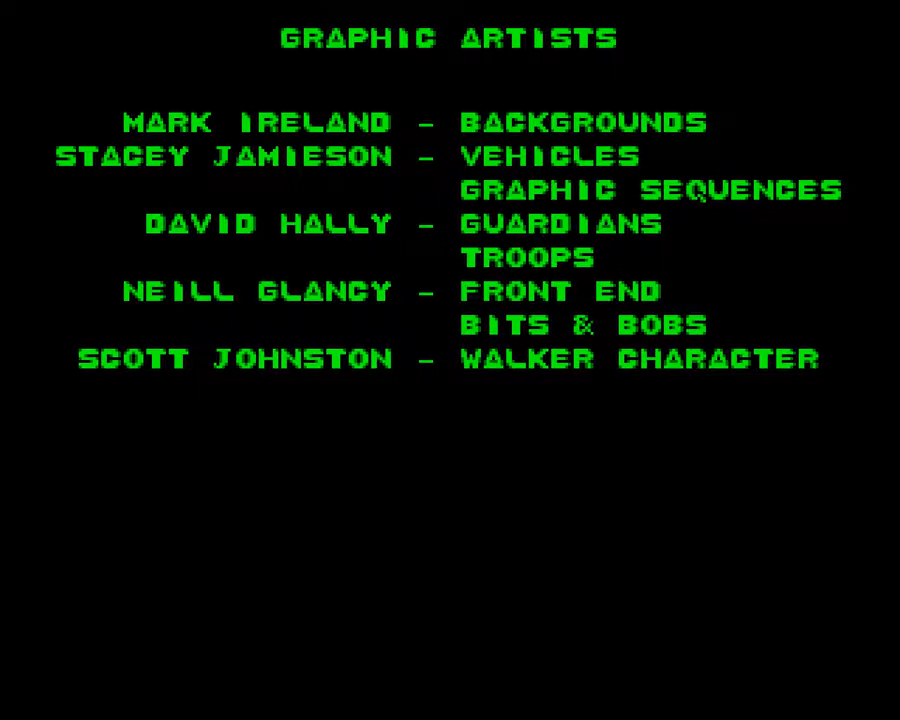 GRAPHIC ARTISTS
MARK IRELAND - BACKGROUNDS
STACEY JAMIESON - VEHICLES
GRAPHIC SEQUENCES
DAVID HALLY - GUARDIANS
TROOPS
NEILL GLANCY - FRONT END
BITS & BOBS
SCOTT JOHNSTON - WALKER CHARACTER